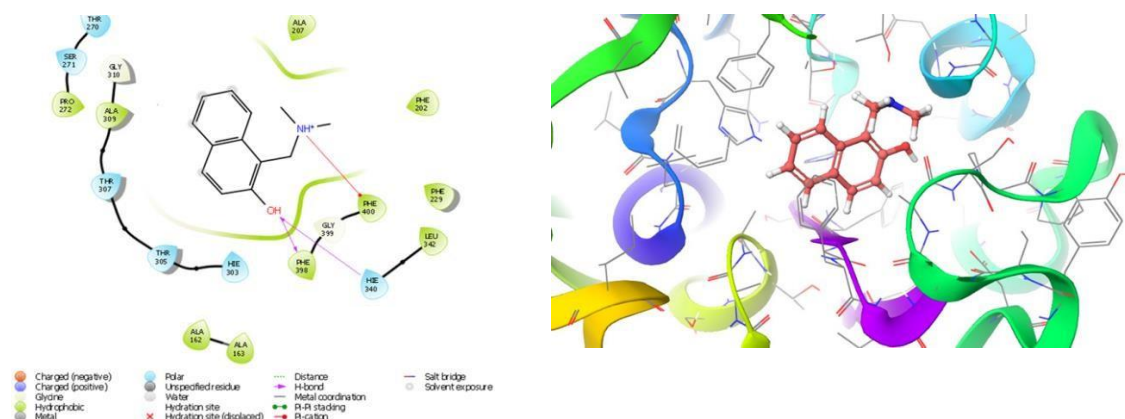 THR
270
ALA
207
SER
271
GLY
310
PRO
272
ALA
309
PHE
202
NH⁺
THR
307
PHE
229
PHE
400
OH
GLY
399
LEU
342
THR
305
HIE
303
PHE
398
HIE
340
ALA
162
ALA
163
Charged (negative)
Charged (positive)
Glycine
Hydrophobic
Metal
Polar
Unspecified residue
Water
Hydration site
Hydration site (displaced)
Distance
H-bond
Metal coordination
Pi-Pi stacking
Pi-cation
Salt bridge
Solvent exposure